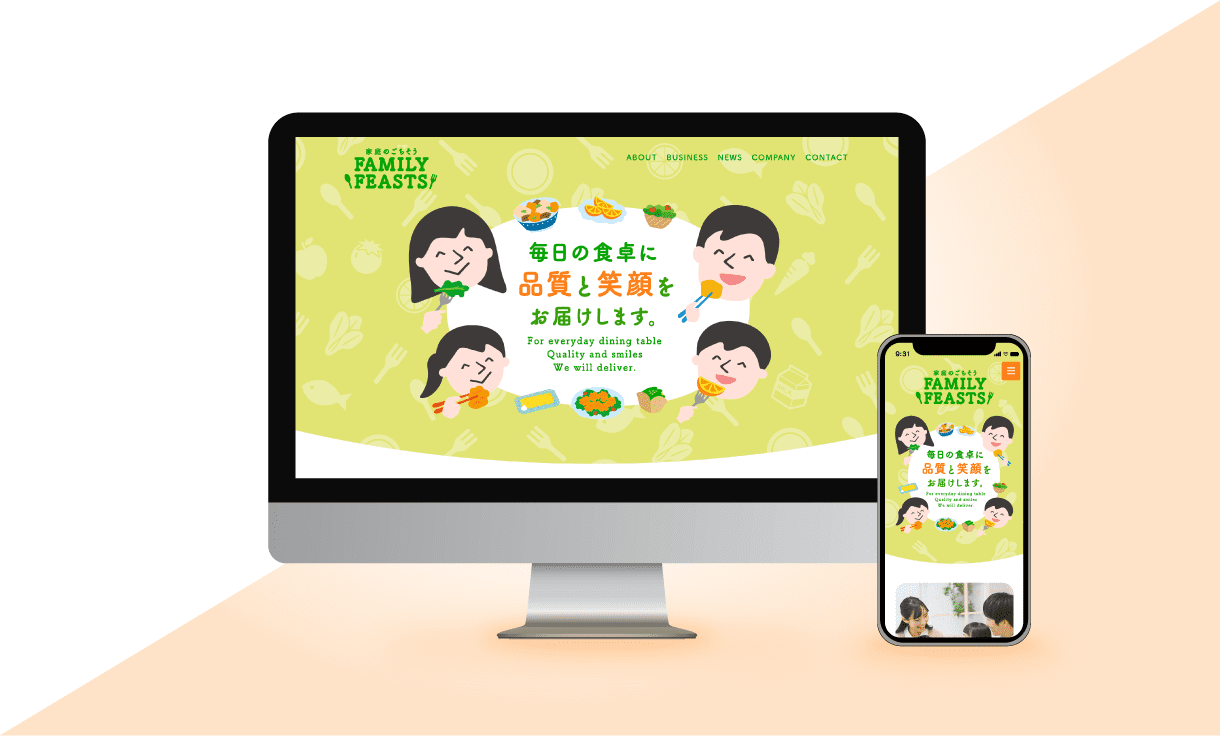 家庭のごちそう
FAMILY
FEASTS
ABOUT BUSINESS NEWS COMPANY CONTACT
毎日の食卓に
品質と笑顔を
お届けします。
For everyday dining table
Quality and smiles
We will deliver.
9:31
家庭のごちそう
FAMILY
FEASTS
毎日の食卓に
品質と笑顔を
お届けします。
For everyday dining table
Quality and smiles
We will deliver.